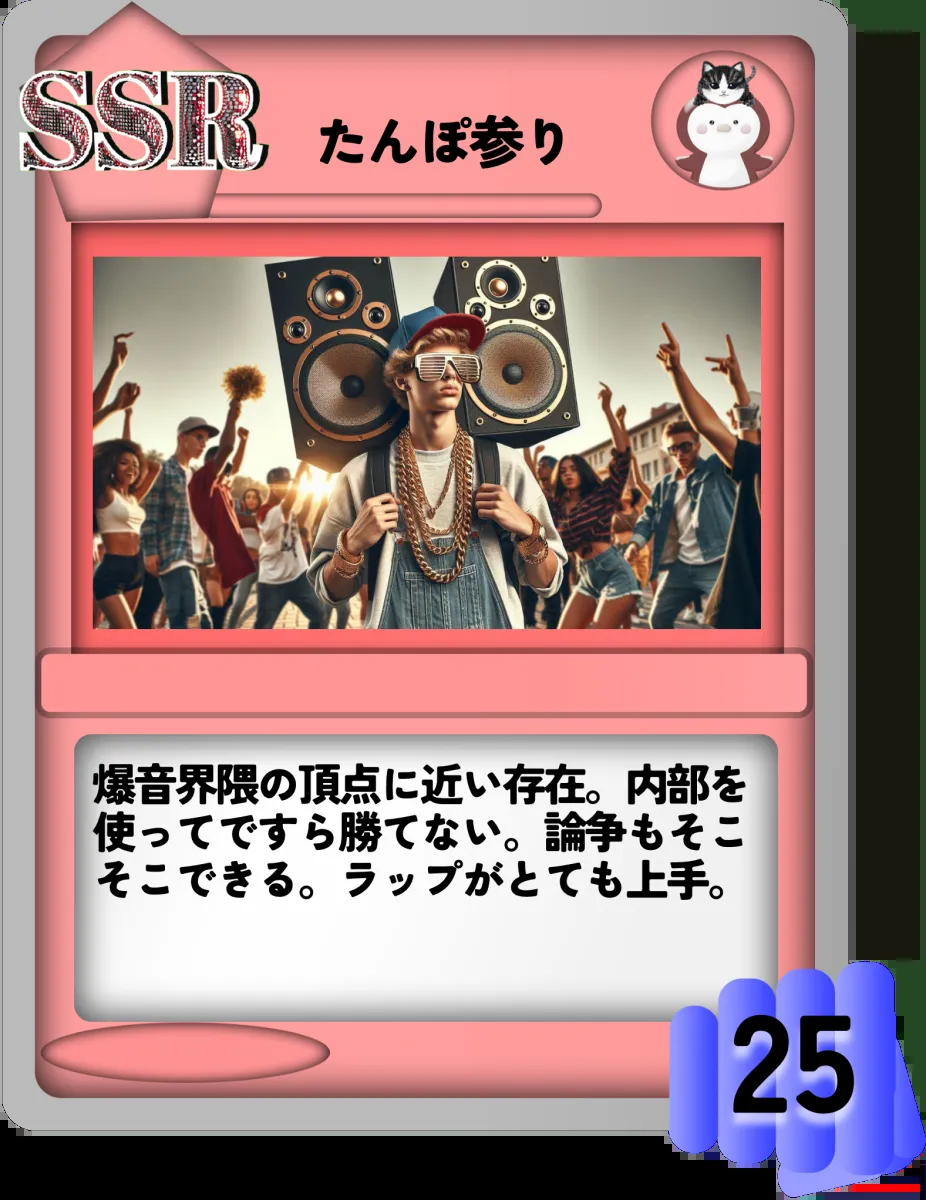 SSR
たんぽ参り
爆音界隈の頂点に近い存在。内部を
使ってですら勝てない。論争もそこ
そこできる。ラップがとても上手。
25